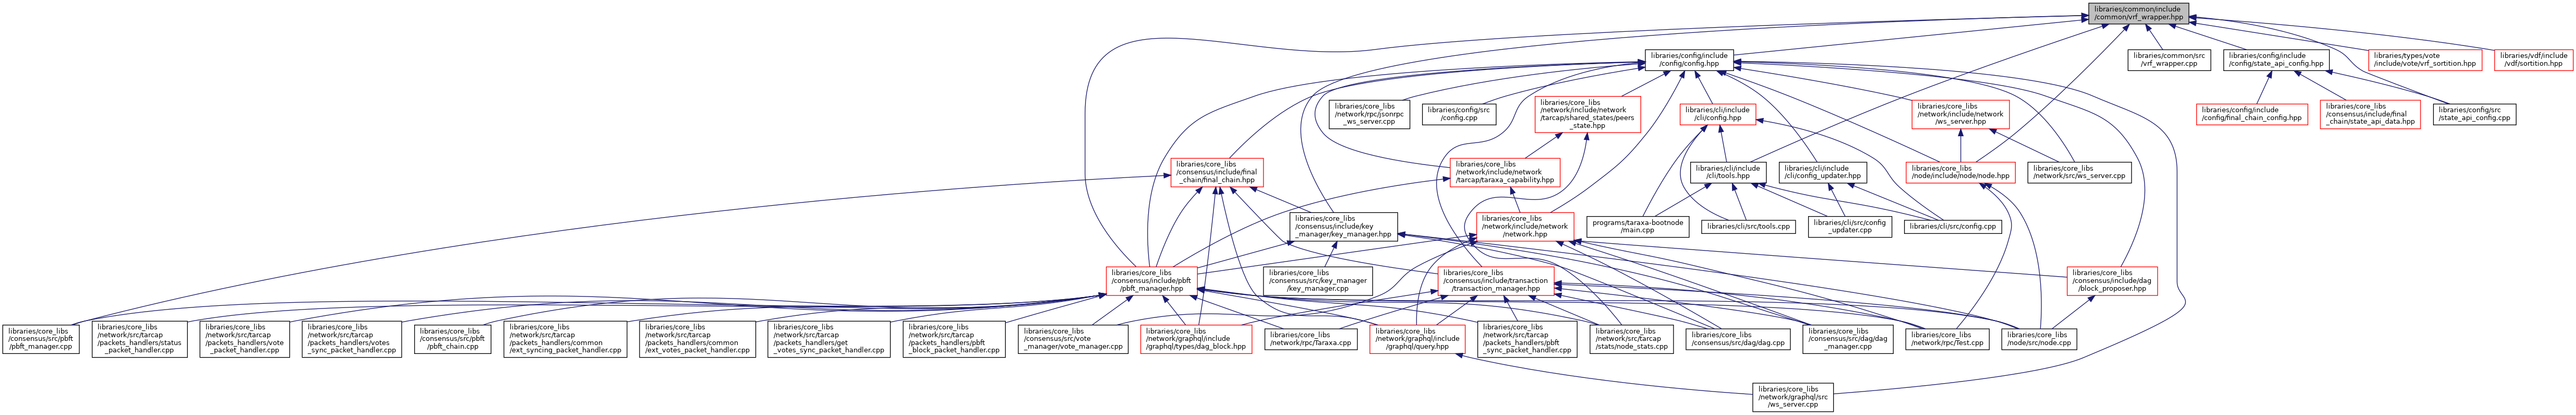 libraries/common/include
/common/vrf_wrapper.hpp
libraries/config/include
/config/config.hpp
libraries/common/src
/vrf_wrapper.cpp
libraries/config/include
/config/state_api_config.hpp
libraries/types/vote
/include/vote/vrf_sortition.hpp
libraries/vdf/include
/vdf/sortition.hpp
libraries/core_libs
/network/rpc/jsonrpc
_ws_server.cpp
libraries/config/src
/config.cpp
libraries/core_libs
/network/include/network
/tarcap/shared_states/peers
_state.hpp
libraries/cli/include
/cli/config.hpp
libraries/core_libs
/network/include/network
/ws_server.hpp
libraries/config/include
/config/final_chain_config.hpp
libraries/core_libs
/consensus/include/final
_chain/state_api_data.hpp
libraries/config/src
/state_api_config.cpp
libraries/core_libs
/consensus/include/final
_chain/final_chain.hpp
libraries/core_libs
/network/include/network
/tarcap/taraxa_capability.hpp
libraries/cli/include
/cli/tools.hpp
libraries/cli/include
/cli/config_updater.hpp
libraries/core_libs
/node/include/node/node.hpp
libraries/core_libs
/network/src/ws_server.cpp
libraries/core_libs
/consensus/include/key
_manager/key_manager.hpp
libraries/core_libs
/network/include/network
/network.hpp
programs/taraxa-bootnode
/main.cpp
libraries/cli/src/tools.cpp
libraries/cli/src/config
_updater.cpp
libraries/cli/src/config.cpp
libraries/core_libs
/consensus/include/pbft
/pbft_manager.hpp
libraries/core_libs
/consensus/src/key_manager
/key_manager.cpp
libraries/core_libs
/consensus/include/transaction
/transaction_manager.hpp
libraries/core_libs
/consensus/include/dag
/block_proposer.hpp
libraries/core_libs
/consensus/src/pbft
/pbft_manager.cpp
libraries/core_libs
/network/src/tarcap
/packets_handlers/status
_packet_handler.cpp
libraries/core_libs
/network/src/tarcap
/packets_handlers/vote
_packet_handler.cpp
libraries/core_libs
/network/src/tarcap
/packets_handlers/votes
_sync_packet_handler.cpp
libraries/core_libs
/consensus/src/pbft
/pbft_chain.cpp
libraries/core_libs
/network/src/tarcap
/packets_handlers/common
/ext_syncing_packet_handler.cpp
libraries/core_libs
/network/src/tarcap
/packets_handlers/common
/ext_votes_packet_handler.cpp
libraries/core_libs
/network/src/tarcap
/packets_handlers/get
_votes_sync_packet_handler.cpp
libraries/core_libs
/network/src/tarcap
/packets_handlers/pbft
_block_packet_handler.cpp
libraries/core_libs
/consensus/src/vote
_manager/vote_manager.cpp
libraries/core_libs
/network/graphql/include
/graphql/types/dag_block.hpp
libraries/core_libs
/network/rpc/Taraxa.cpp
libraries/core_libs
/network/graphql/include
/graphql/query.hpp
libraries/core_libs
/network/src/tarcap
/packets_handlers/pbft
_sync_packet_handler.cpp
libraries/core_libs
/network/src/tarcap
/stats/node_stats.cpp
libraries/core_libs
/consensus/src/dag/dag.cpp
libraries/core_libs
/consensus/src/dag/dag
_manager.cpp
libraries/core_libs
/network/rpc/Test.cpp
libraries/core_libs
/node/src/node.cpp
libraries/core_libs
/network/graphql/src
/ws_server.cpp